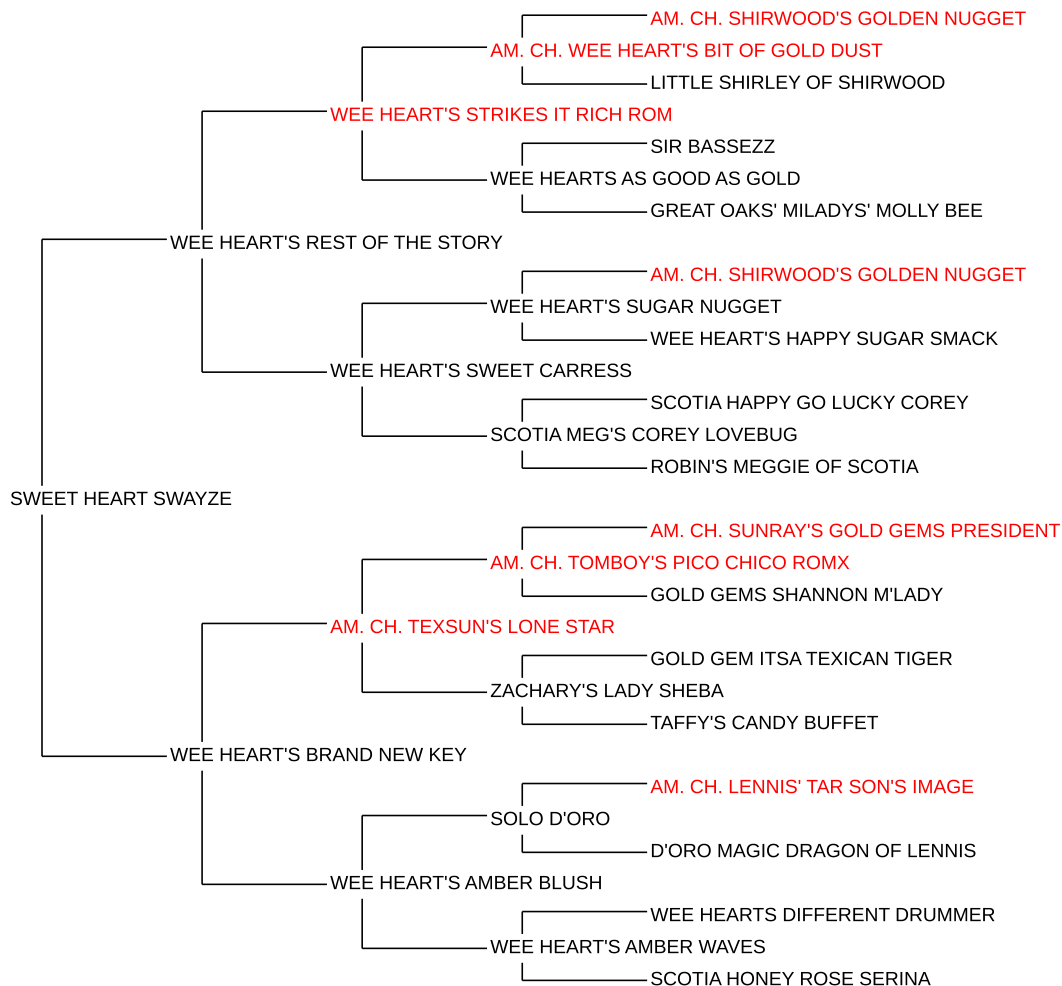 AM. CH. SHIRWOOD'S GOLDEN NUGGET
AM. CH. WEE HEART'S BIT OF GOLD DUST
LITTLE SHIRLEY OF SHIRWOOD
WEE HEART'S STRIKES IT RICH ROM
SIR BASSEZZ
WEE HEARTS AS GOOD AS GOLD
GREAT OAKS' MILADYS' MOLLY BEE
WEE HEART'S REST OF THE STORY
AM. CH. SHIRWOOD'S GOLDEN NUGGET
WEE HEART'S SUGAR NUGGET
WEE HEART'S HAPPY SUGAR SMACK
WEE HEART'S SWEET CARRESS
SCOTIA HAPPY GO LUCKY COREY
SCOTIA MEG'S COREY LOVEBUG
ROBIN'S MEGGIE OF SCOTIA
SWEET HEART SWAYZE
AM. CH. SUNRAY'S GOLD GEMS PRESIDENT
AM. CH. TOMBOY'S PICO CHICO ROMX
GOLD GEMS SHANNON M'LADY
AM. CH. TEXSUN'S LONE STAR
GOLD GEM ITSA TEXICAN TIGER
ZACHARY'S LADY SHEBA
TAFFY'S CANDY BUFFET
WEE HEART'S BRAND NEW KEY
AM. CH. LENNIS' TAR SON'S IMAGE
SOLO D'ORO
D'ORO MAGIC DRAGON OF LENNIS
WEE HEART'S AMBER BLUSH
WEE HEARTS DIFFERENT DRUMMER
WEE HEART'S AMBER WAVES
SCOTIA HONEY ROSE SERINA